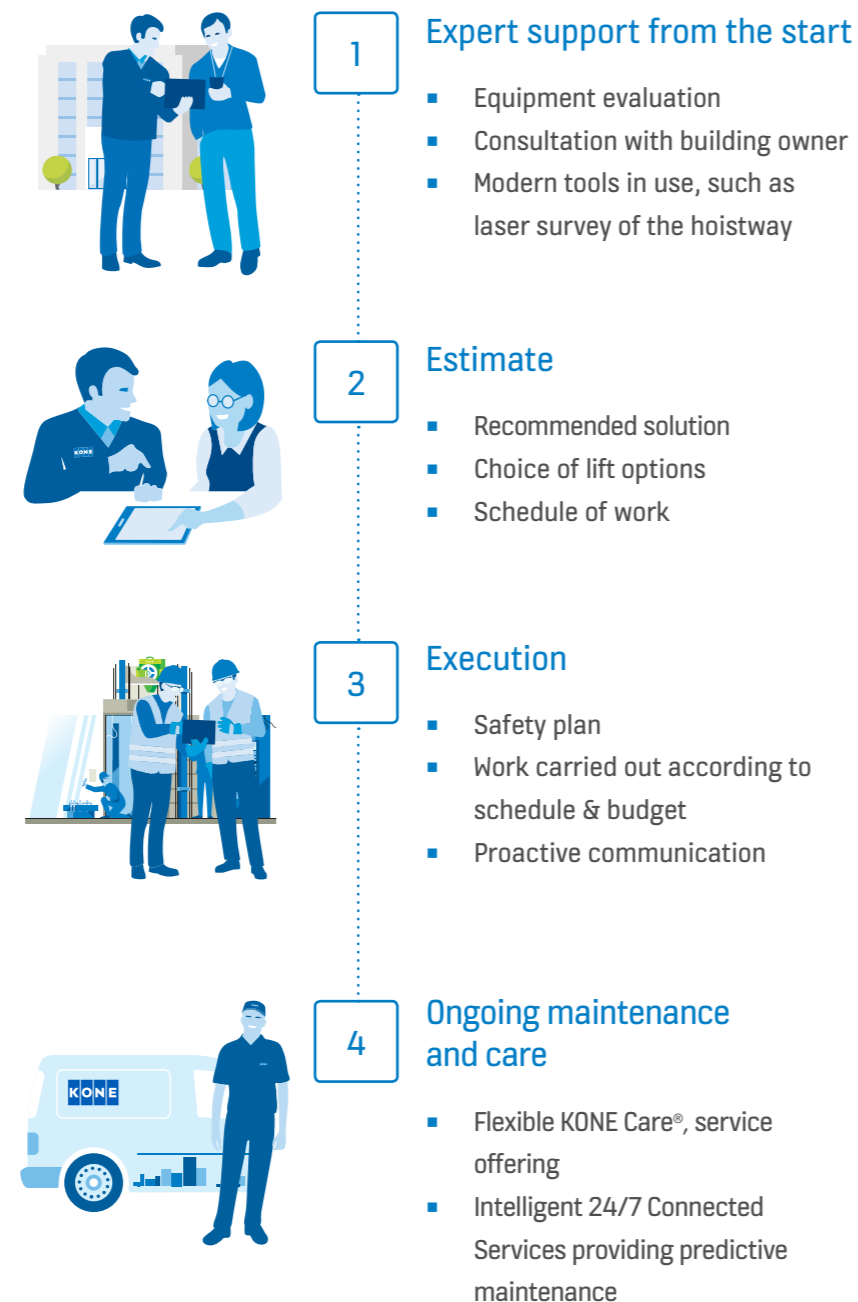 1
Expert support from the start
▪ Equipment evaluation
▪ Consultation with building owner
▪ Modern tools in use, such as
laser survey of the hoistway
2
Estimate
KONE
▪ Recommended solution
▪ Choice of lift options
▪ Schedule of work
3
Execution
▪ Safety plan
▪ Work carried out according to
schedule & budget
▪ Proactive communication
4
Ongoing maintenance
and care
KONE
▪ Flexible KONE Care®, service
offering
▪ Intelligent 24/7 Connected
Services providing predictive
maintenance